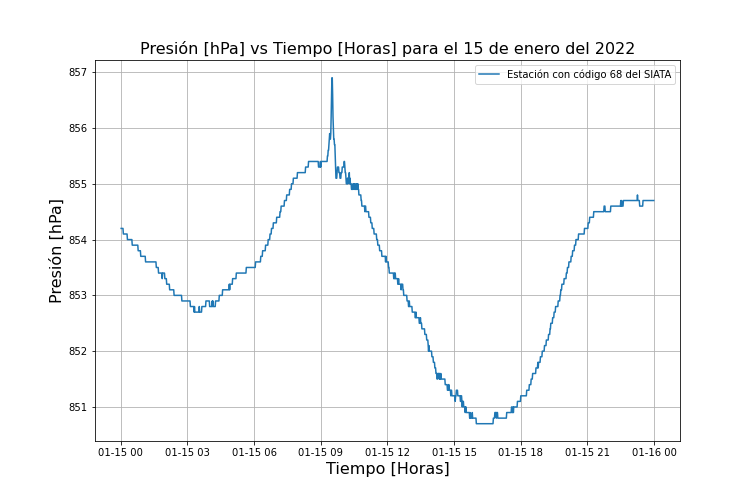 Presión [hPa] vs Tiempo [Horas] para el 15 de enero del 2022
Estación con código 68 del SIATA
857
856
855
854
853
852
851
Presión [hPa]
01-15 00 01-15 03 01-15 06 01-15 09 01-15 12 01-15 15 01-15 18 01-15 21 01-16 00
Tiempo [Horas]